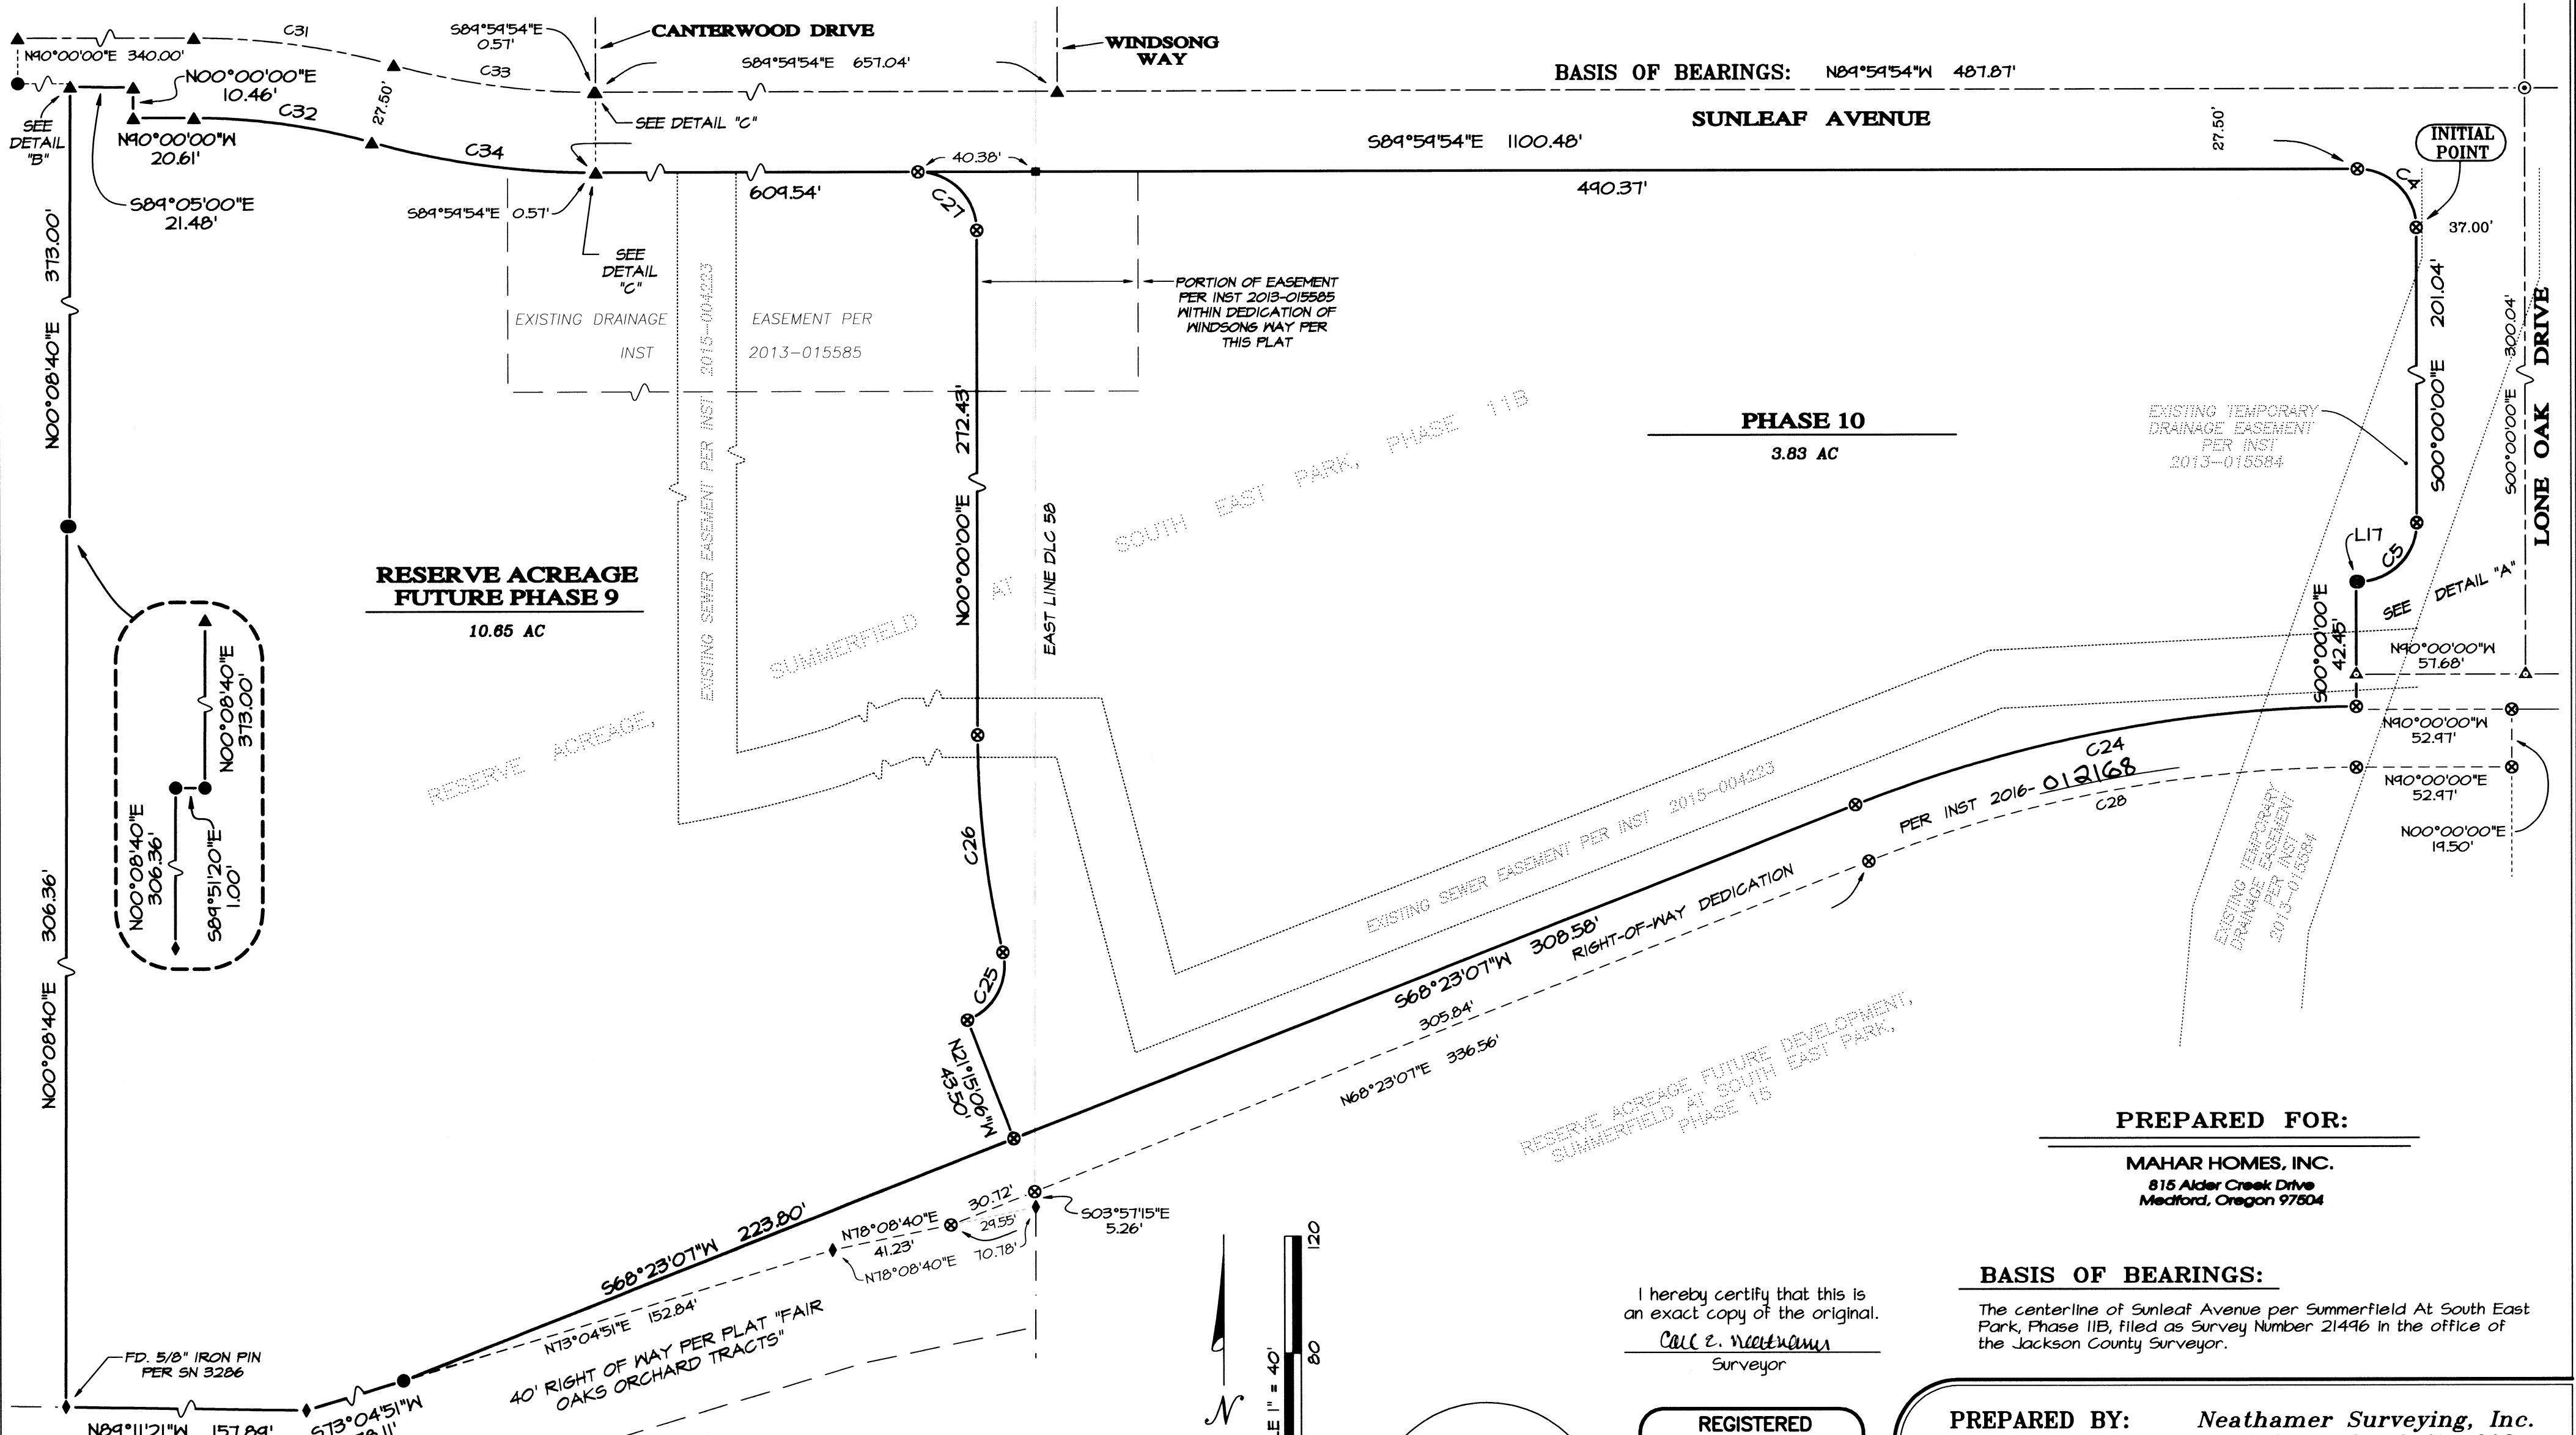 C31
S89°59'54"E
0.57'
CANTERWOOD DRIVE
WINDSONG
WAY
N90°00'00"E 340.00'
N00°00'00"E
10.46'
C33
S89°59'54"E 657.04'
BASIS OF BEARINGS: N89°59'54"W 487.87'
27.50'
C32
SEE
DETAIL
"B"
N90°00'00"W
20.61'
SEE DETAIL "C"
SUNLEAF AVENUE
27.50'
INITIAL
POINT
C34
40.38'
S89°59'54"E 1100.48'
S89°05'00"E
21.48'
S89°59'54"E 0.57'
609.54'
C27
490.37'
C4
37.00'
SEE
DETAIL
"C"
N00°08'40"E 373.00'
PORTION OF EASEMENT
PER INST 2013-015585
WITHIN DEDICATION OF
WINDSONG WAY PER
THIS PLAT
EXISTING DRAINAGE EASEMENT PER
INST 2013-015585
EXISTING SEWER EASEMENT PER INST 2015-004223
N00°00'00"E 272.43'
EAST LINE DLC 58
S00°00'00"E 201.04'
S00°00'00"E 300.04'
LONE OAK DRIVE
PHASE 10
3.83 AC
EXISTING TEMPORARY
DRAINAGE EASEMENT
PER INST
2013-015584
RESERVE ACREAGE
FUTURE PHASE 9
10.65 AC
RESERVE ACREAGE, SUMMERFIELD AT SOUTH EAST PARK, PHASE 11B
L17
C5
SEE DETAIL "A"
S00°00'00"E
42.45'
N90°00'00"W
57.68'
N90°00'00"W
52.97'
N90°00'00"E
52.97'
N00°00'00"E
19.50'
N00°08'40"E
373.00'
N00°08'40"E
306.36'
S89°51'20"E
1.00'
N00°08'40"E 306.36'
C26
C25
N21°15'06"W
43.50'
C24
PER INST 2016-012168
C28
EXISTING SEWER EASEMENT PER INST 2015-004223
S68°23'07"W 308.58'
RIGHT-OF-WAY DEDICATION
305.84'
N68°23'07"E 336.56'
EXISTING TEMPORARY
DRAINAGE EASEMENT
PER INST
2013-015584
RESERVE ACREAGE FUTURE DEVELOPMENT,
SUMMERFIELD AT SOUTH EAST PARK,
PHASE 15
PREPARED FOR:
MAHAR HOMES, INC.
815 Alder Creek Drive
Medford, Oregon 97504
S68°23'07"W 223.80'
N78°08'40"E
41.23'
30.72'
29.55'
N78°08'40"E 70.78'
S03°57'15"E
5.26'
N73°04'51"E 152.84'
40' RIGHT OF WAY PER PLAT "FAIR
OAKS ORCHARD TRACTS"
FD. 5/8" IRON PIN
PER SN 3286
N89°11'21"W 157.89'
S73°04'51"W
N
1" = 40'
80
120
I hereby certify that this is
an exact copy of the original.
Surveyor
BASIS OF BEARINGS:
The centerline of Sunleaf Avenue per Summerfield At South East
Park, Phase 11B, filed as Survey Number 21496 in the office of
the Jackson County Surveyor.
REGISTERED
PREPARED BY: Neathamer Surveying, Inc.